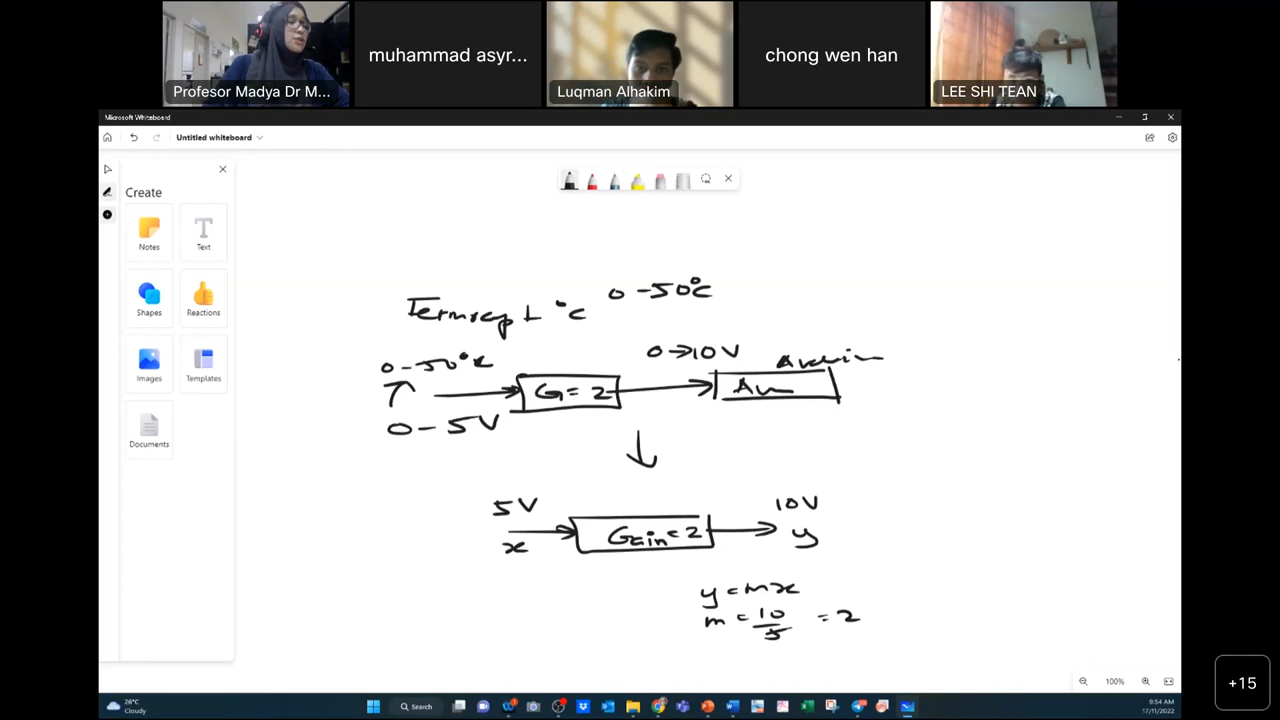 muhammad asyr...
chong wen han
Profesor Madya Dr M...
Luqman Alhakim
LEE SHI TEAN
Microsoft Whiteboard
Untitled whiteboard
Create
Notes
Text
Shapes
Reactions
Images
Templates
Documents
°C 0-50°C
0-50°C
0→10V
G=2
0-5V
5V
10V
x
Gain=2
y
y=mx
m=10/5 =2
100%
+15
26°C
Cloudy
Search
9:54 AM
17/11/2022